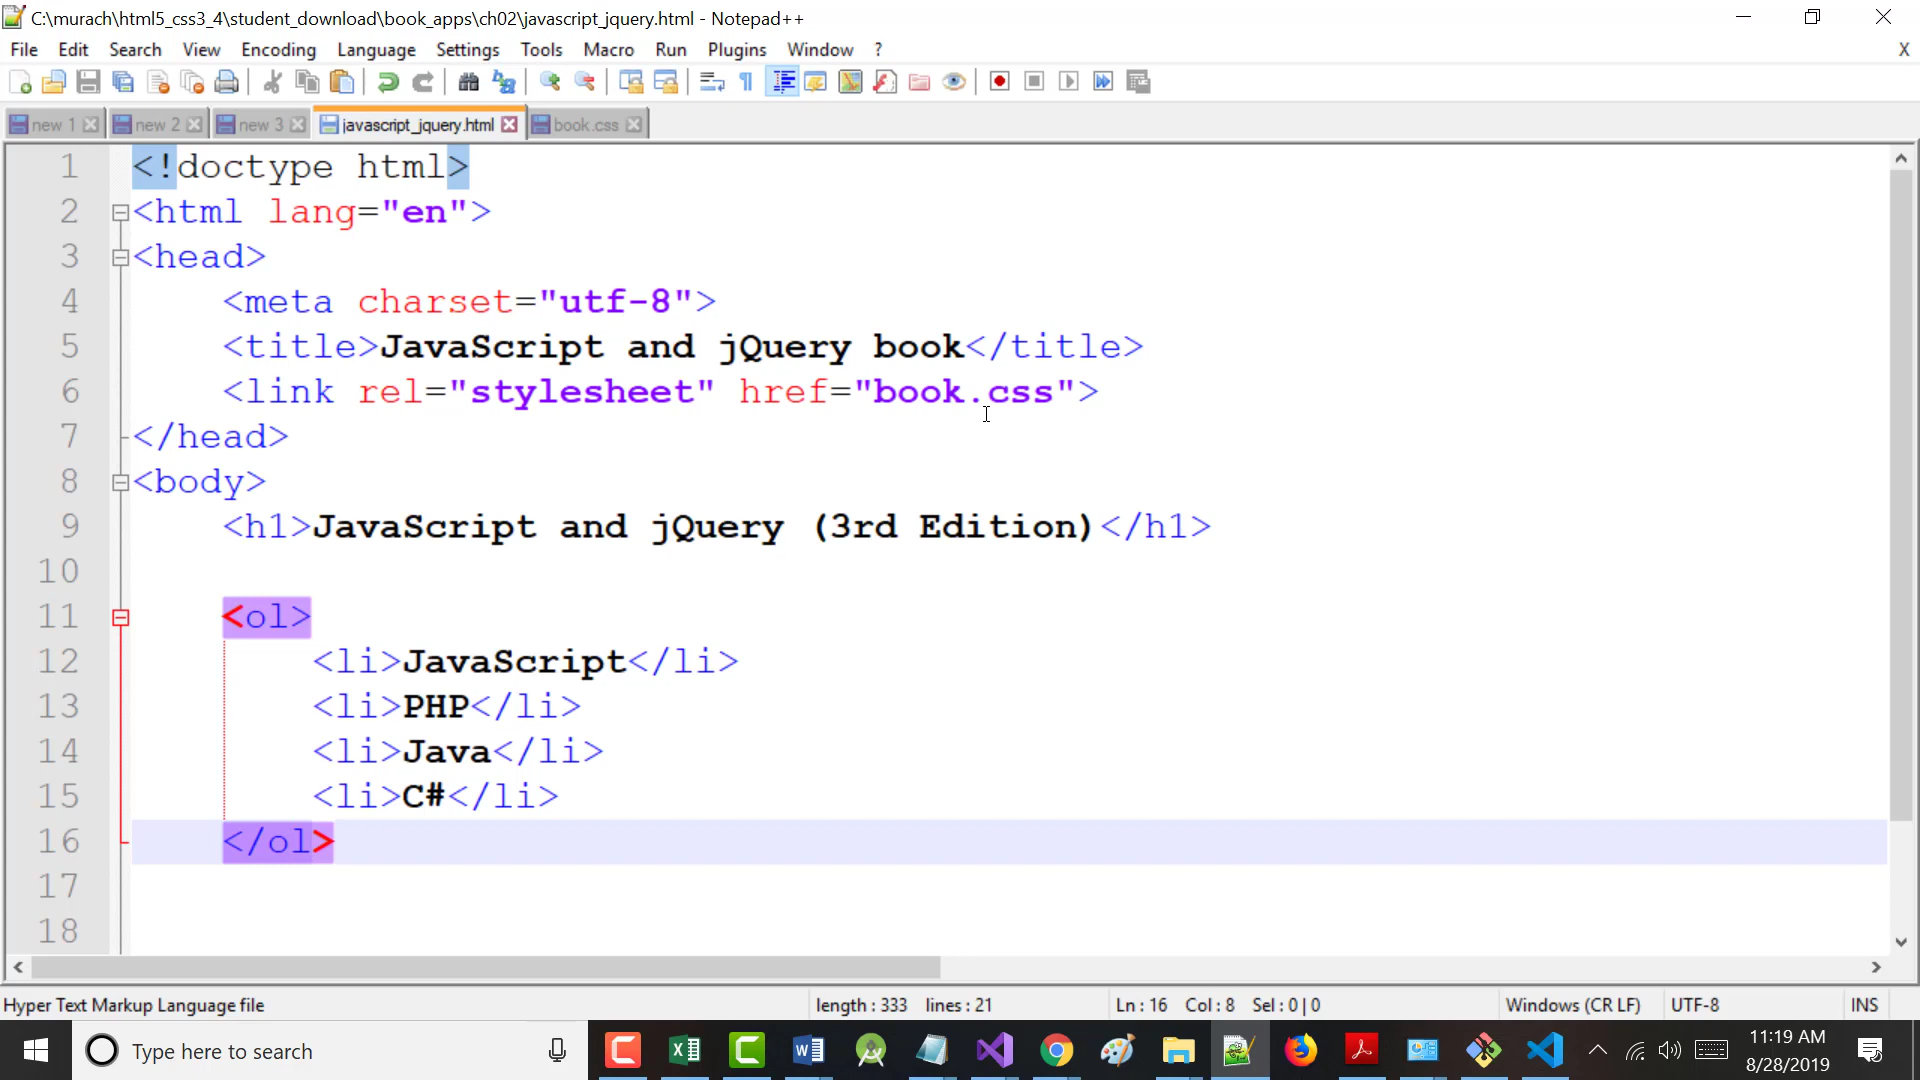 C:\murach\html5_css3_4\student_download\book_apps\ch02\javascript_jquery.html - Notepad++
File Edit Search View Encoding Language Settings Tools Macro Run Plugins Window ? X
new 1 new 2 new 3 javascript_jquery.html book.css
1 <!doctype html>
2 <html lang="en">
3 <head>
4 <meta charset="utf-8">
5 <title>JavaScript and jQuery book</title>
6 <link rel="stylesheet" href="book.css">
7 </head>
8 <body>
9 <h1>JavaScript and jQuery (3rd Edition)</h1>
10
11 <ol>
12 <li>JavaScript</li>
13 <li>PHP</li>
14 <li>Java</li>
15 <li>C#</li>
16 </ol>
17
18
Hyper Text Markup Language file length : 333 lines : 21 Ln : 16 Col : 8 Sel : 0 | 0 Windows (CR LF) UTF-8 INS
Type here to search
11:19 AM
8/28/2019